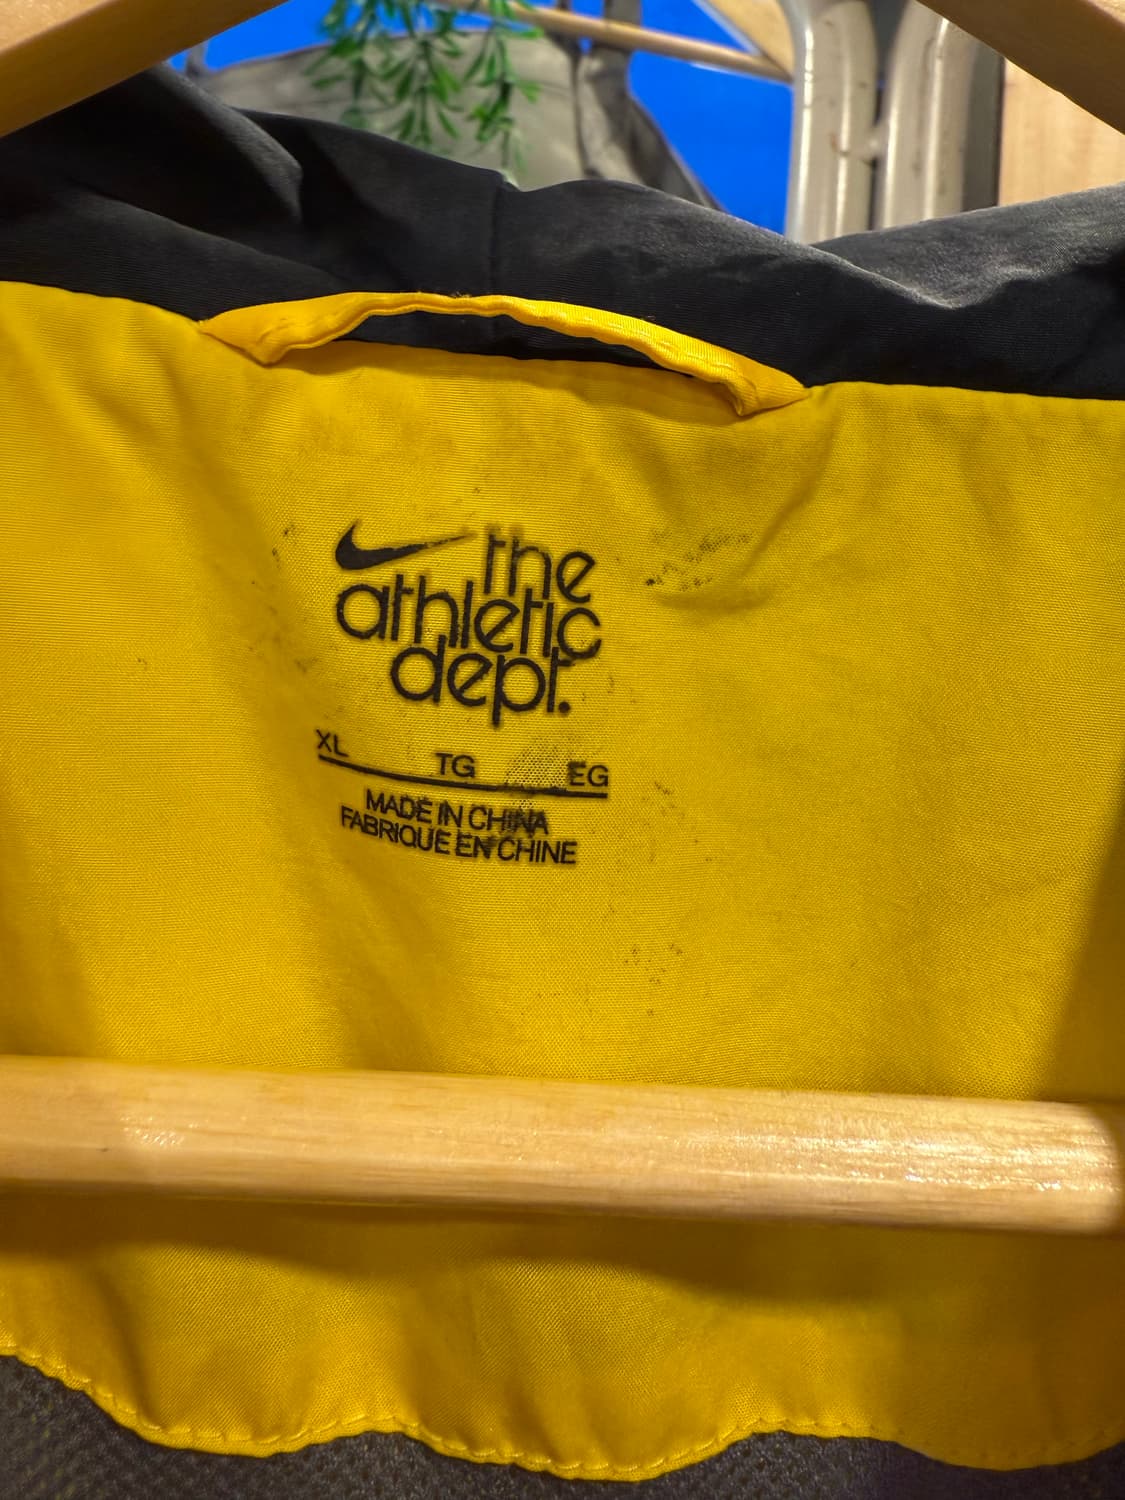 the
athletic
dept.
XL TG EG
MADE IN CHINA
FABRIQUE EN CHINE